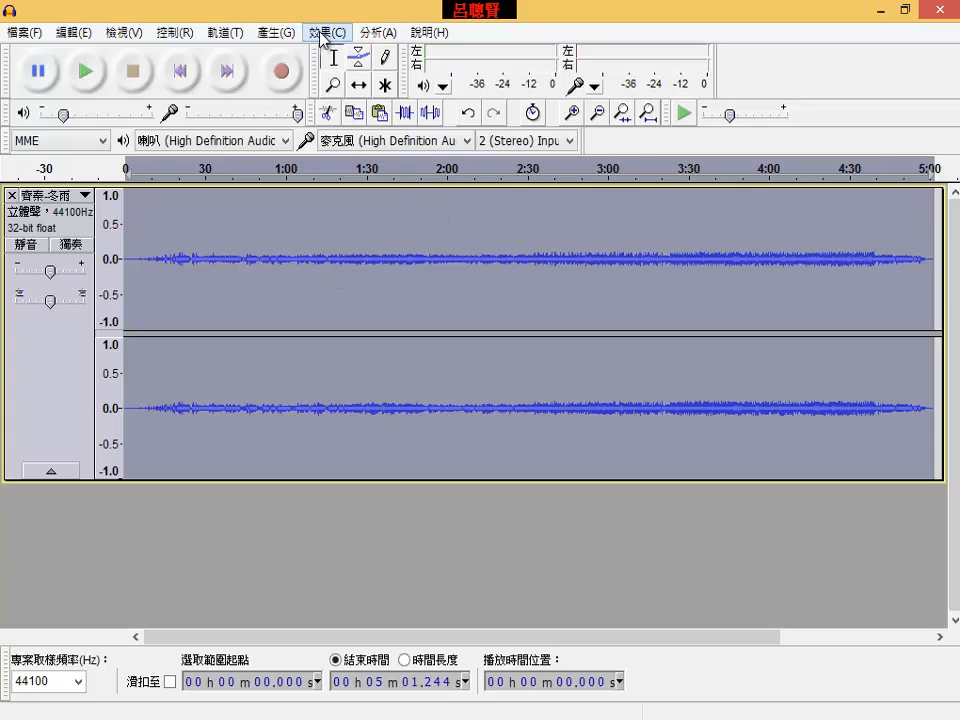 呂聰賢
檔案(F) 編輯(E) 檢視(V) 控制(R) 軌道(T) 產生(G) 效果(C) 分析(A) 說明(H)
左 右 -36 -24 -12 0 左 右 -36 -24 -12 0
MME 喇叭 (High Definition Audic 麥克風 (High Definition Au 2 (Stereo) Inpu
-30 0 30 1:00 1:30 2:00 2:30 3:00 3:30 4:00 4:30 5:00
齊秦-冬雨
立體聲，44100Hz
32-bit float
靜音 獨奏
1.0
0.5
0.0
-0.5
-1.0
1.0
0.5
0.0
-0.5
-1.0
專案取樣頻率(Hz)： 選取範圍起點 結束時間 時間長度 播放時間位置：
44100 滑扣至 00 h 00 m 00.000 s 00 h 05 m 01.244 s 00 h 00 m 00.000 s